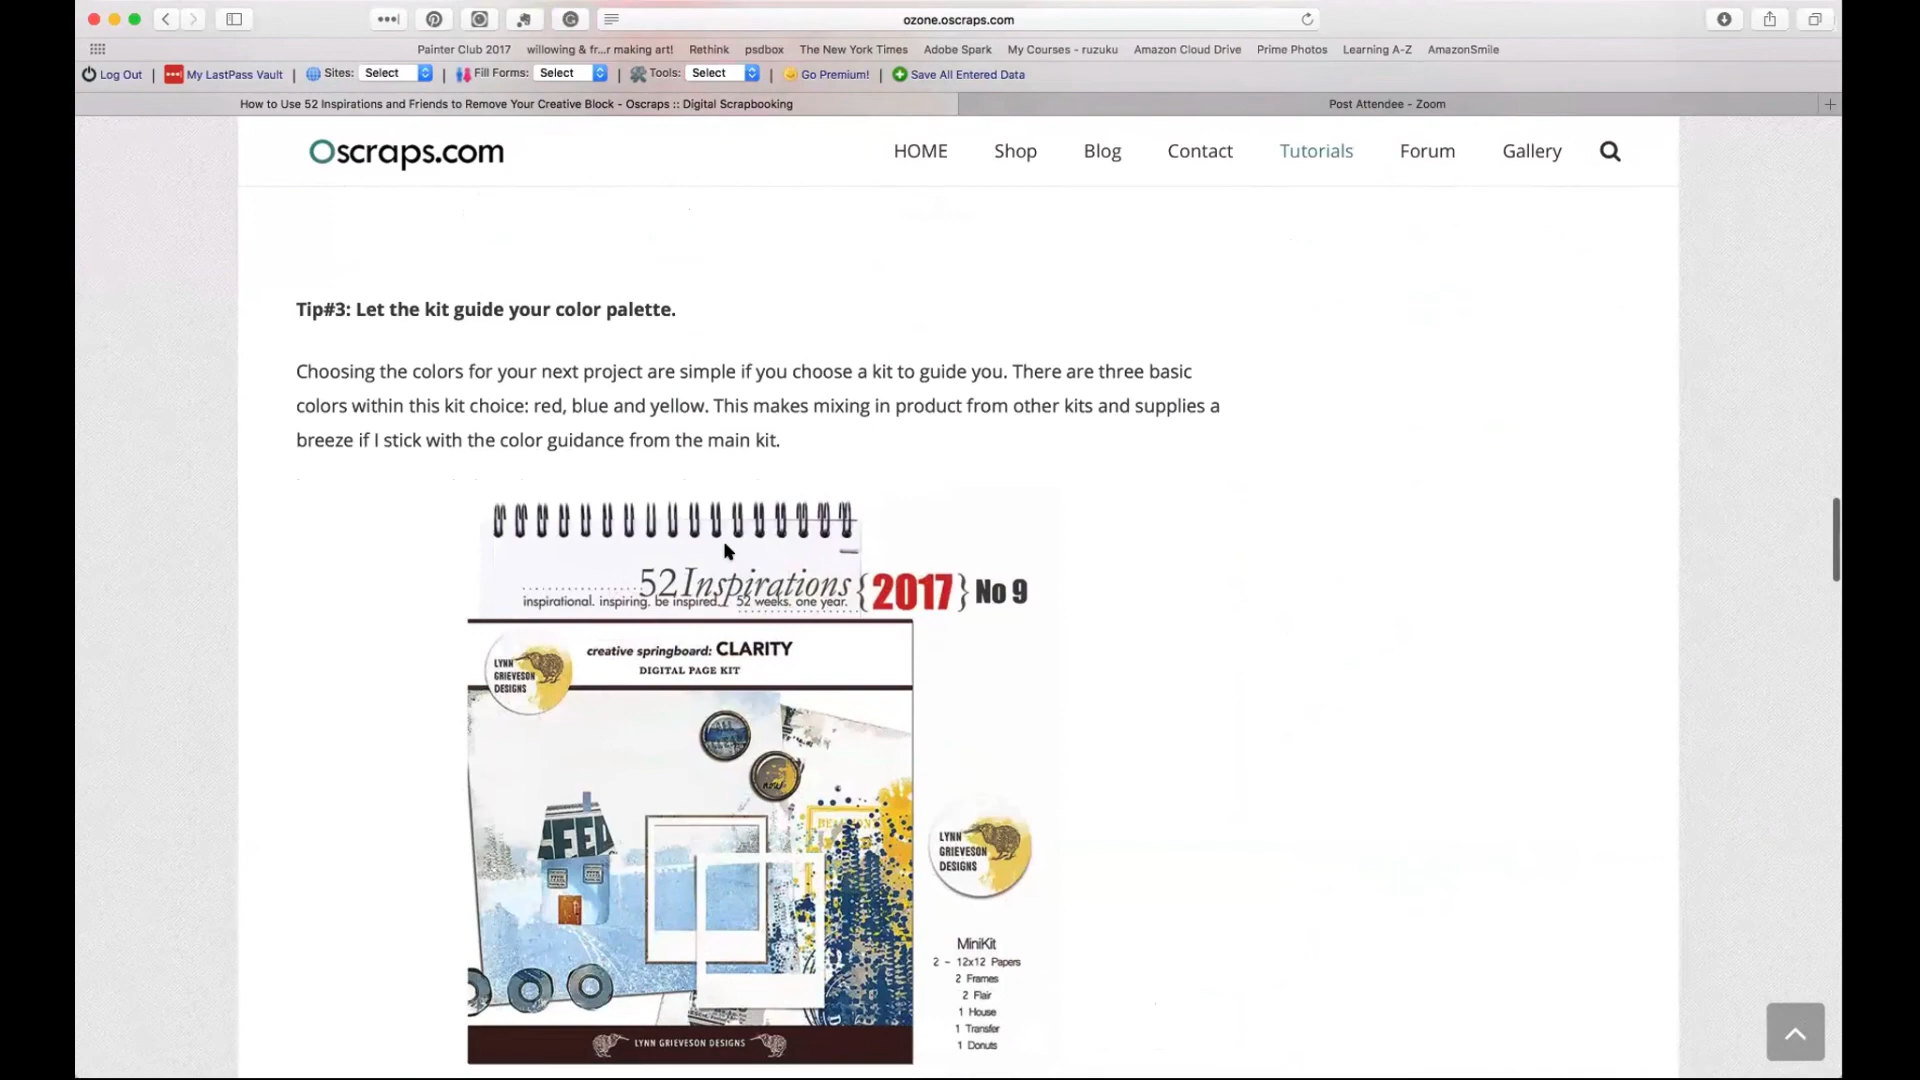 ozone.oscraps.com
Painter Club 2017 willowing & fr...r making art! Rethink psdbox The New York Times Adobe Spark My Courses - ruzuku Amazon Cloud Drive Prime Photos Learning A-Z AmazonSmile
Log Out | My LastPass Vault | Sites: Select | Fill Forms: Select | Tools: Select | Go Premium! | Save All Entered Data
How to Use 52 Inspirations and Friends to Remove Your Creative Block - Oscraps :: Digital Scrapbooking Post Attendee - Zoom
Oscraps.com HOME Shop Blog Contact Tutorials Forum Gallery
Tip#3: Let the kit guide your color palette.
Choosing the colors for your next project are simple if you choose a kit to guide you. There are three basic
colors within this kit choice: red, blue and yellow. This makes mixing in product from other kits and supplies a
breeze if I stick with the color guidance from the main kit.
52 Inspirations {2017} No 9
inspirational. inspiring. be inspired. 52 weeks. one year.
creative springboard: CLARITY
DIGITAL PAGE KIT
LYNN
GRIEVESON
DESIGNS
FEED
LYNN
GRIEVESON
DESIGNS
MiniKit
2 - 12x12 Papers
2 Frames
2 Flair
1 House
1 Transfer
1 Donuts
LYNN GRIEVESON DESIGNS